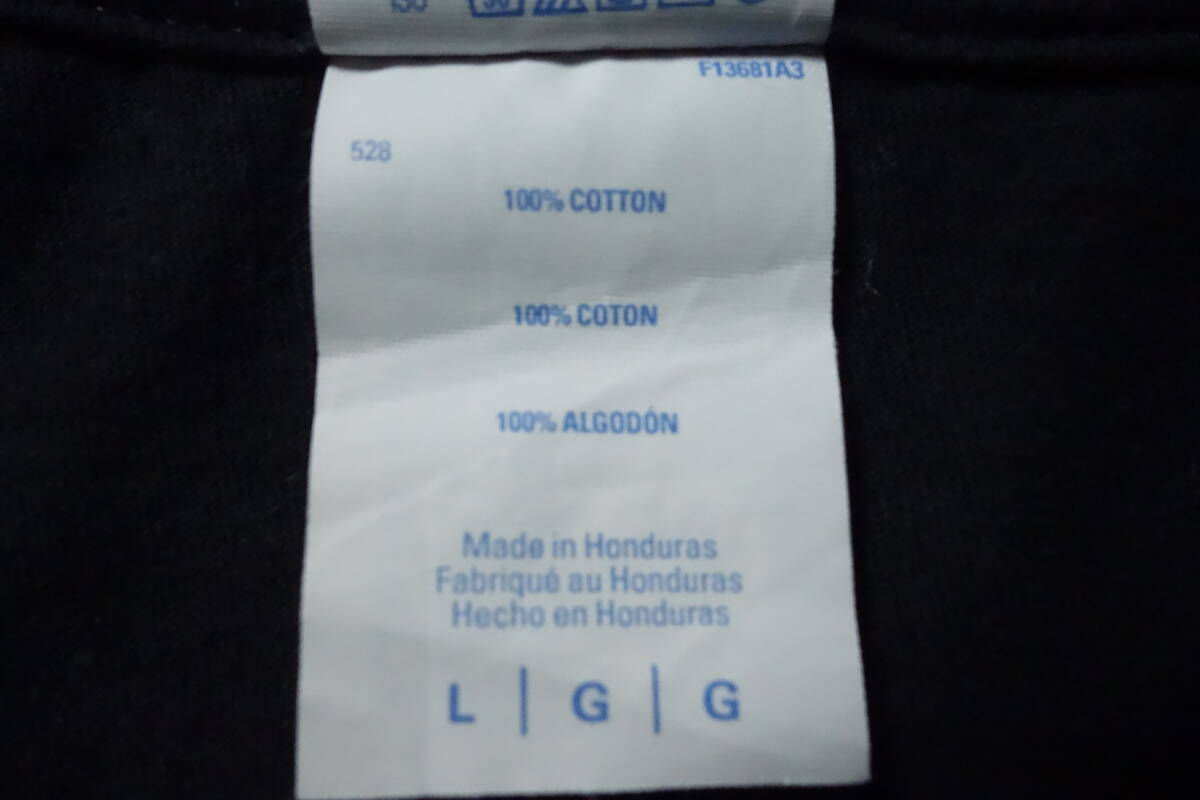 F13681A3
528
100% COTTON
100% COTON
100% ALGODÓN
Made in Honduras
Fabriqué au Honduras
Hecho en Honduras
L | G | G